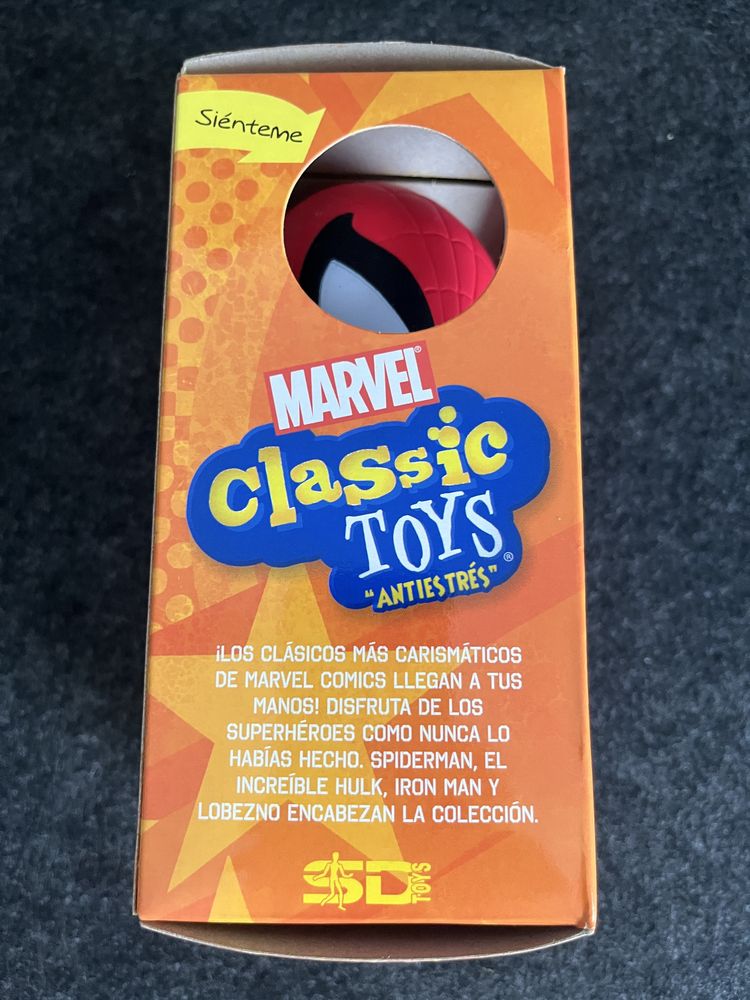 Siénteme
MARVEL®
Classic
TOYS®
"ANTIESTRÉS"
¡LOS CLÁSICOS MÁS CARISMÁTICOS
DE MARVEL COMICS LLEGAN A TUS
MANOS! DISFRUTA DE LOS
SUPERHÉROES COMO NUNCA LO
HABÍAS HECHO. SPIDERMAN, EL
INCREÍBLE HULK, IRON MAN Y
LOBEZNO ENCABEZAN LA COLECCIÓN.
SD TOYS